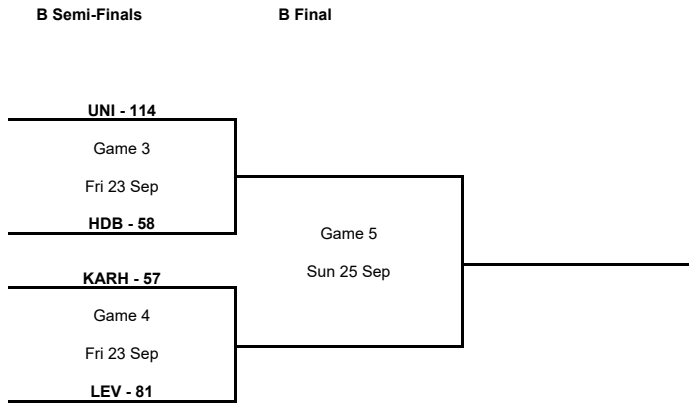 B Semi-Finals
B Final
UNI - 114
Game 3
Fri 23 Sep
HDB - 58
Game 5
Sun 25 Sep
KARH - 57
Game 4
Fri 23 Sep
LEV - 81